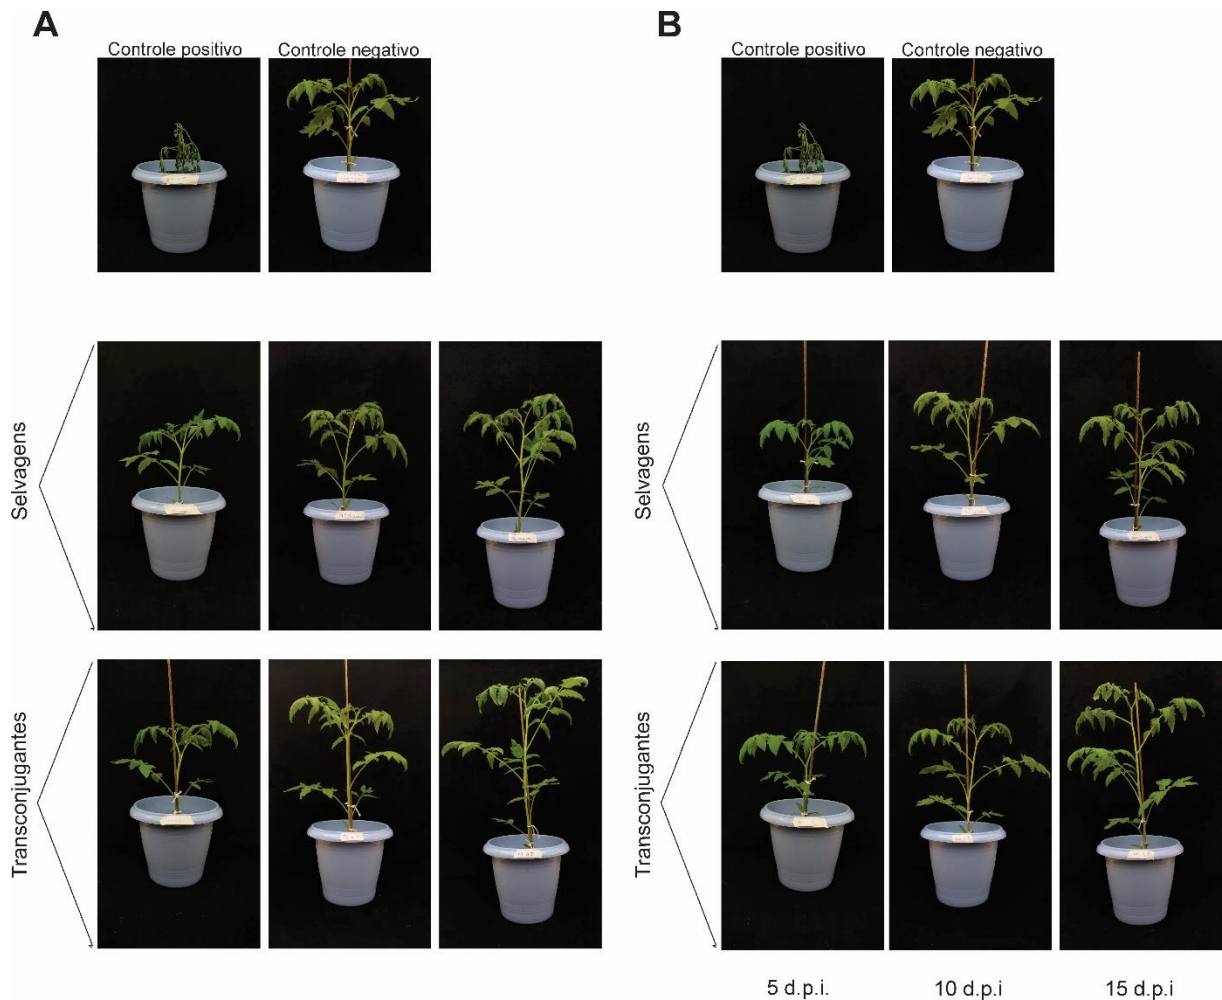 A
B
Controle positivo
Controle negativo
Controle positivo
Controle negativo
Selvagens
Selvagens
Transconjugantes
Transconjugantes
5 d.p.i.
10 d.p.i
15 d.p.i